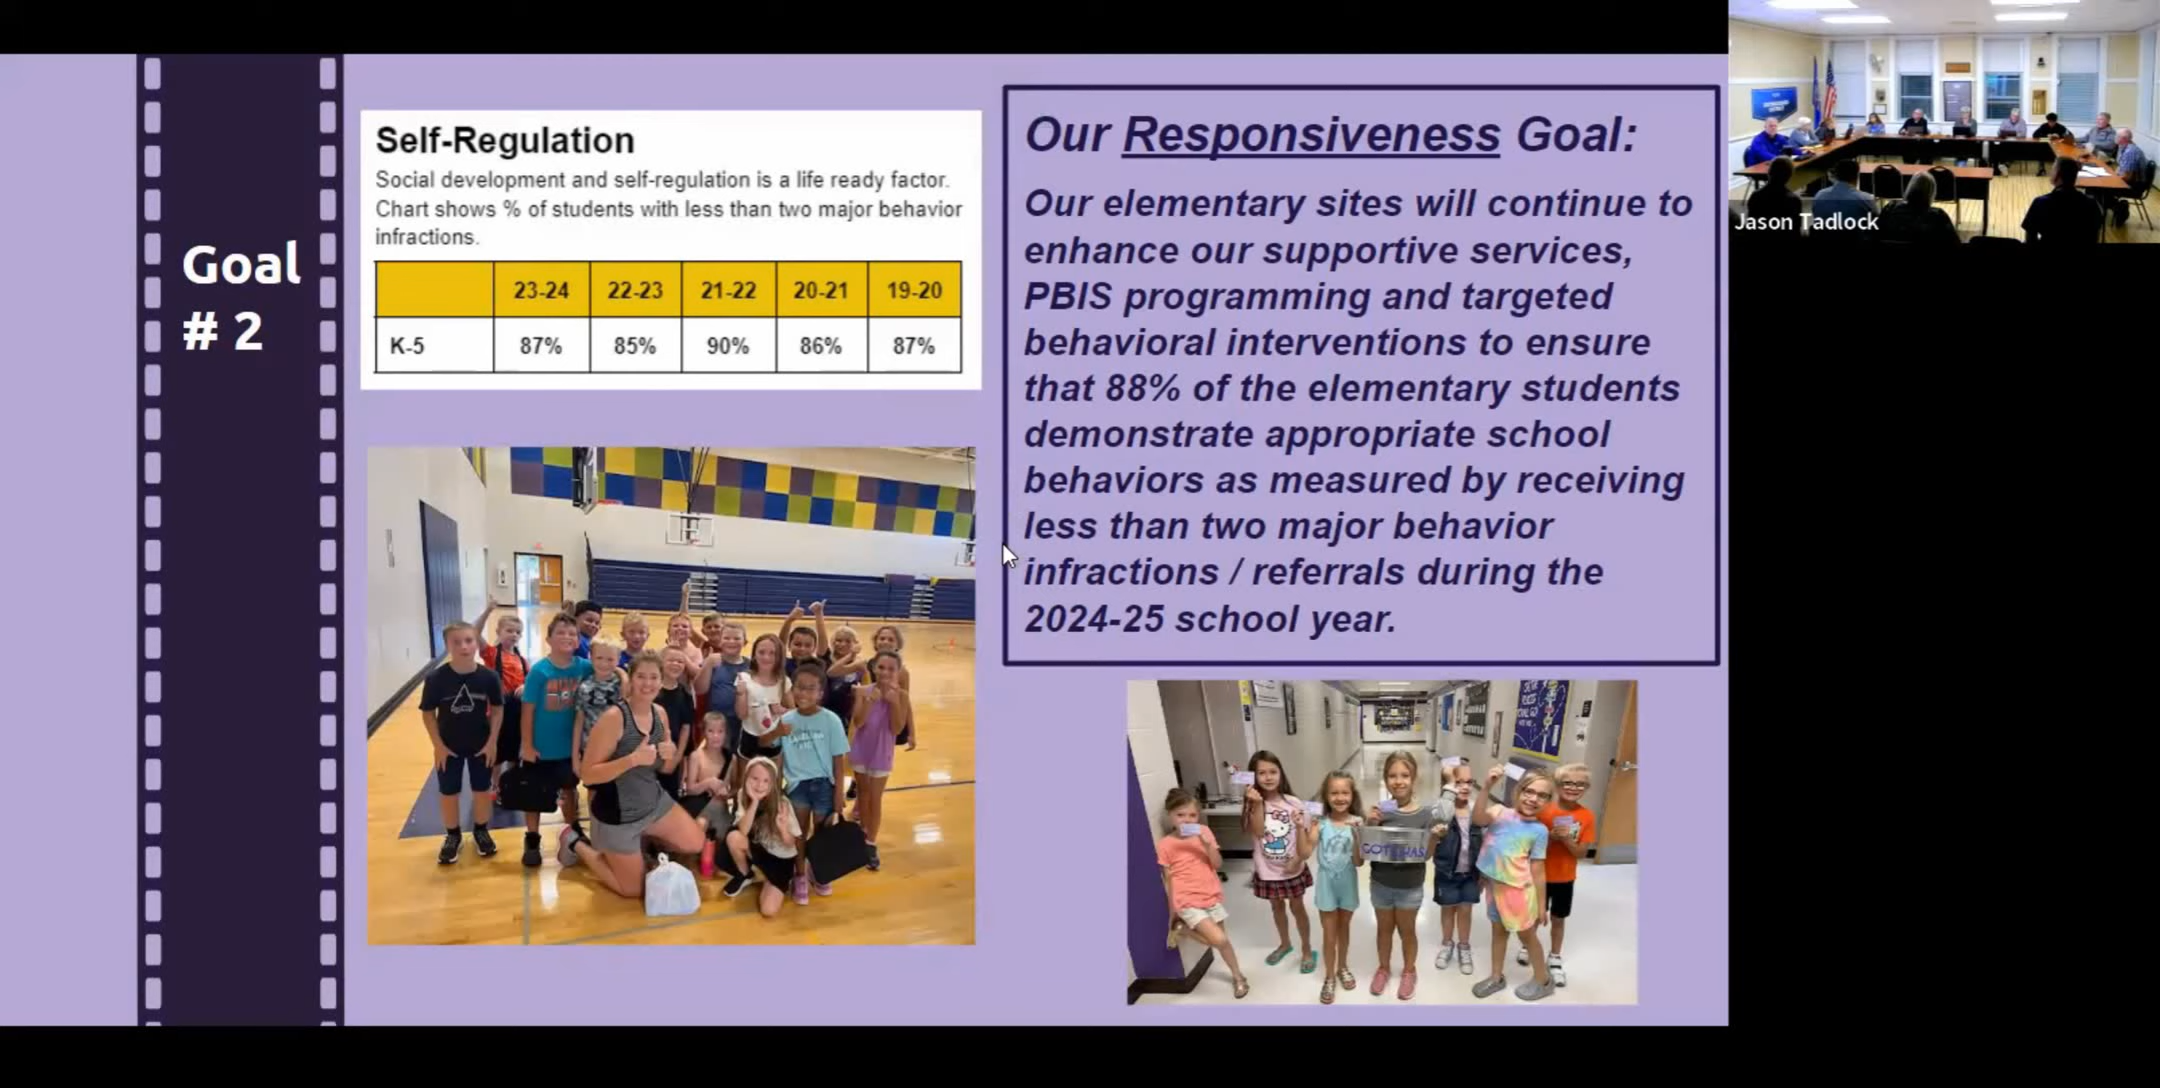 Goal
# 2
Self-Regulation
Social development and self-regulation is a life ready factor.
Chart shows % of students with less than two major behavior
infractions.
23-24 22-23 21-22 20-21 19-20
K-5 87% 85% 90% 86% 87%
Our Responsiveness Goal:
Our elementary sites will continue to
enhance our supportive services,
PBIS programming and targeted
behavioral interventions to ensure
that 88% of the elementary students
demonstrate appropriate school
behaviors as measured by receiving
less than two major behavior
infractions / referrals during the
2024-25 school year.
GOTCHAS
Jason Tadlock